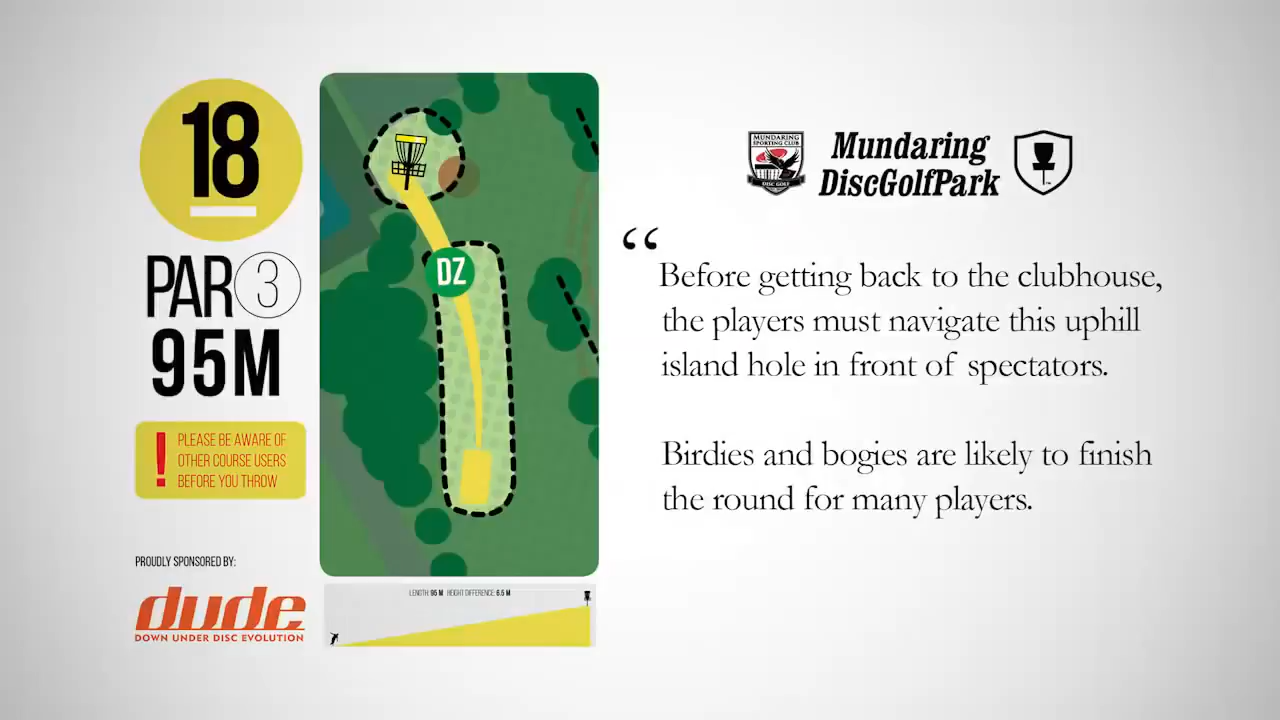 18
PAR 3
95M
! PLEASE BE AWARE OF
OTHER COURSE USERS
BEFORE YOU THROW
PROUDLY SPONSORED BY:
dude
DOWN UNDER DISC EVOLUTION
DZ
LENGTH: 95 M HEIGHT DIFFERENCE: 6.5 M
MUNDARING
SPORTING CLUB
DISC GOLF
Mundaring
DiscGolfPark
™
“
Before getting back to the clubhouse,
the players must navigate this uphill
island hole in front of spectators.
Birdies and bogies are likely to finish
the round for many players.